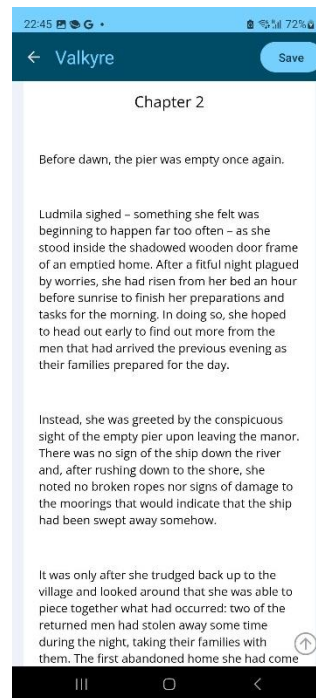 22:45 G •
72%
Valkyre
Save
Chapter 2
Before dawn, the pier was empty once again.
Ludmila sighed – something she felt was
beginning to happen far too often – as she
stood inside the shadowed wooden door frame
of an emptied home. After a fitful night plagued
by worries, she had risen from her bed an hour
before sunrise to finish her preparations and
tasks for the morning. In doing so, she hoped
to head out early to find out more from the
men that had arrived the previous evening as
their families prepared for the day.
Instead, she was greeted by the conspicuous
sight of the empty pier upon leaving the manor.
There was no sign of the ship down the river
and, after rushing down to the shore, she
noted no broken ropes nor signs of damage to
the moorings that would indicate that the ship
had been swept away somehow.
It was only after she trudged back up to the
village and looked around that she was able to
piece together what had occurred: two of the
returned men had stolen away some time
during the night, taking their families with
them. The first abandoned home she had come